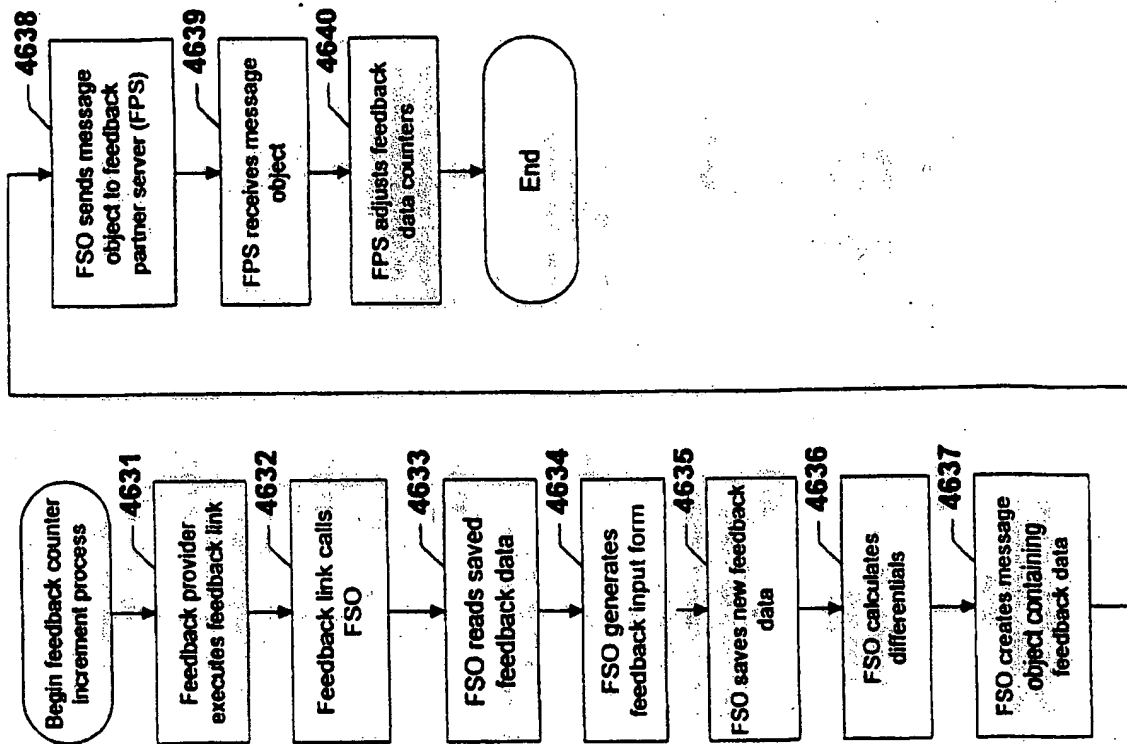 Begin feedback counter
increment process
4631
Feedback provider
executes feedback link
4632
Feedback link calls
FSO
4633
FSO reads saved
feedback data
4634
FSO generates
feedback input form
4635
FSO saves new feedback
data
4636
FSO calculates
differentials
4637
FSO creates message
object containing
feedback data
4638
FSO sends message
object to feedback
partner server (FPS)
4639
FPS receives message
object
4640
FPS adjusts feedback
data counters
End